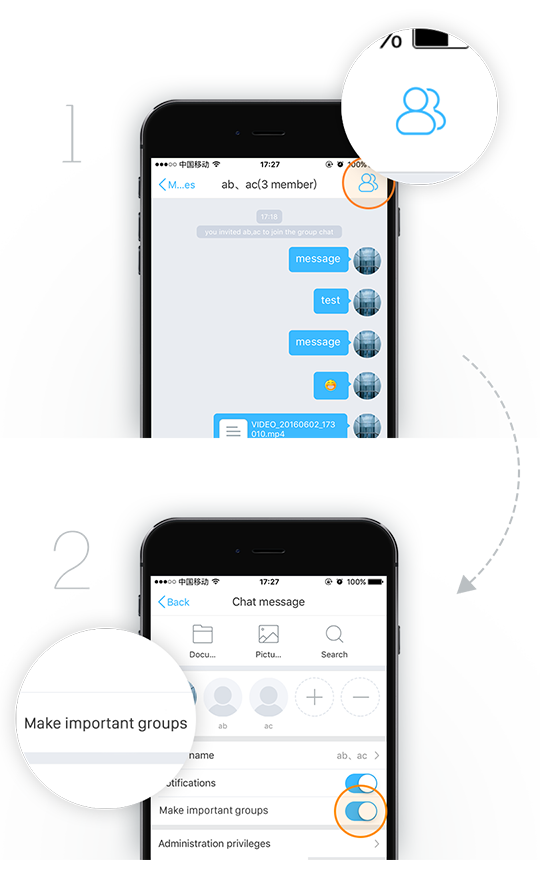 1
%
中国移动 17:27 100%
M...es ab、ac(3 member)
17:18
you invited ab,ac to join the group chat
message
test
message
VIDEO_20160602_173
010.mp4
2
中国移动 17:27 100%
Back Chat message
Docu... Pictu... Search
ab ac
Make important groups
name ab、ac
otifications
Make important groups
Administration privileges